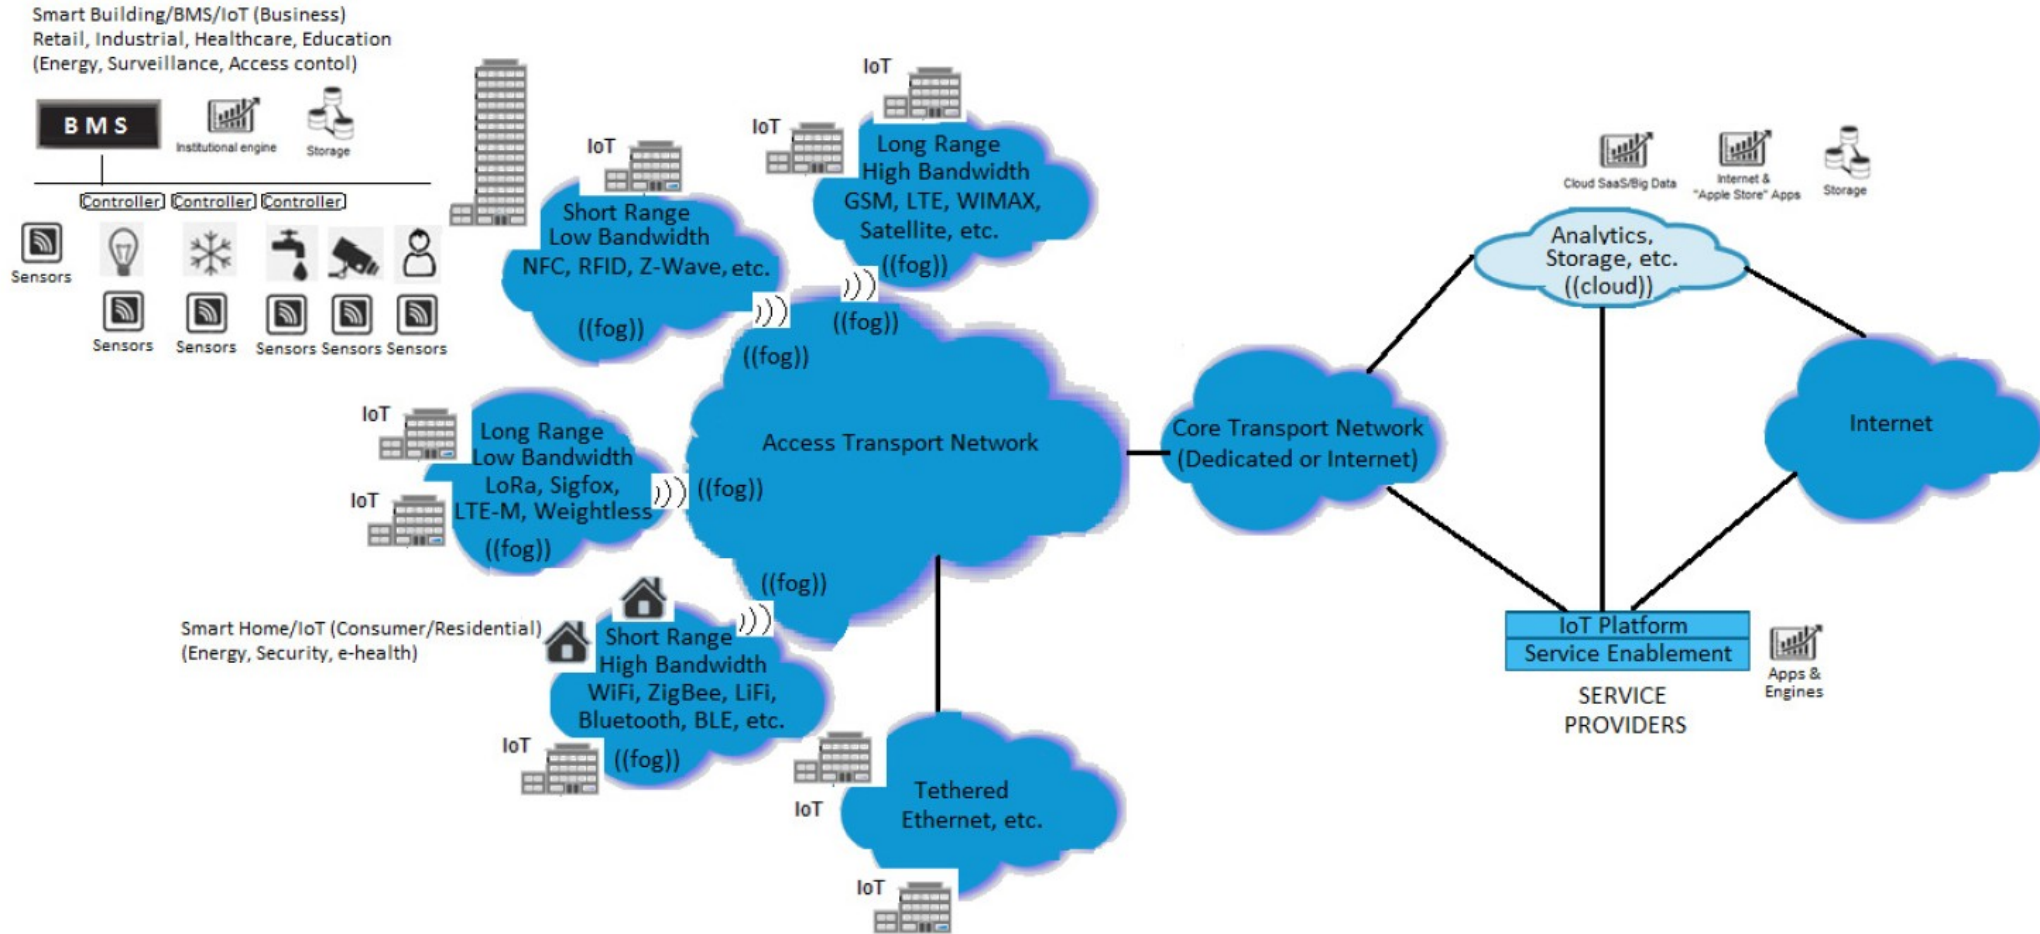 Smart Building/BMS/IoT (Business)
Retail, Industrial, Healthcare, Education
(Energy, Surveillance, Access contol)
BMS
Institutional engine
Storage
Controller
Controller
Controller
Sensors
Sensors
Sensors
Sensors
Sensors
Sensors
IoT
Short Range
Low Bandwidth
NFC, RFID, Z-Wave, etc.
((fog))
IoT
IoT
Long Range
High Bandwidth
GSM, LTE, WIMAX,
Satellite, etc.
((fog))
IoT
IoT
Long Range
Low Bandwidth
LoRa, Sigfox,
LTE-M, Weightless
((fog))
Smart Home/IoT (Consumer/Residential)
(Energy, Security, e-health)
Short Range
High Bandwidth
WiFi, ZigBee, LiFi,
Bluetooth, BLE, etc.
((fog))
IoT
((fog))
((fog))
Access Transport Network
((fog))
((fog))
IoT
Tethered
Ethernet, etc.
IoT
Core Transport Network
(Dedicated or Internet)
Cloud SaaS/Big Data
Internet &
"Apple Store" Apps
Storage
Analytics,
Storage, etc.
((cloud))
Internet
IoT Platform
Service Enablement
SERVICE
PROVIDERS
Apps &
Engines